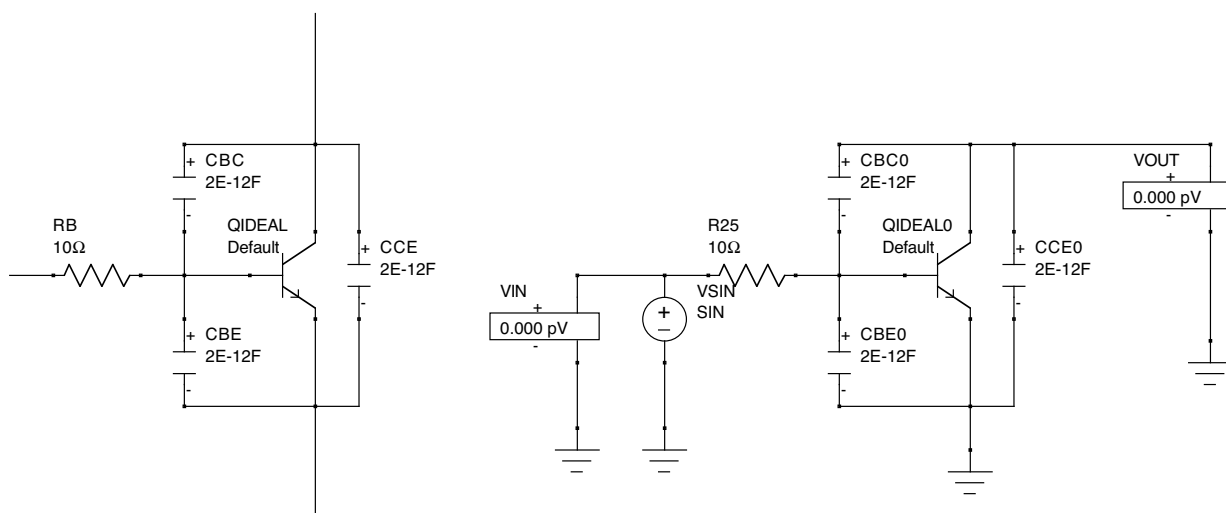 + CBC
2E-12F
-
RB
10Ω
QIDEAL
Default
+ CCE
2E-12F
-
+ CBE
2E-12F
-
VIN
+
0.000 pV
-
+
–
VSIN
SIN
R25
10Ω
+ CBC0
2E-12F
-
QIDEAL0
Default
+ CCE0
2E-12F
-
+ CBE0
2E-12F
-
VOUT
+
0.000 pV
-